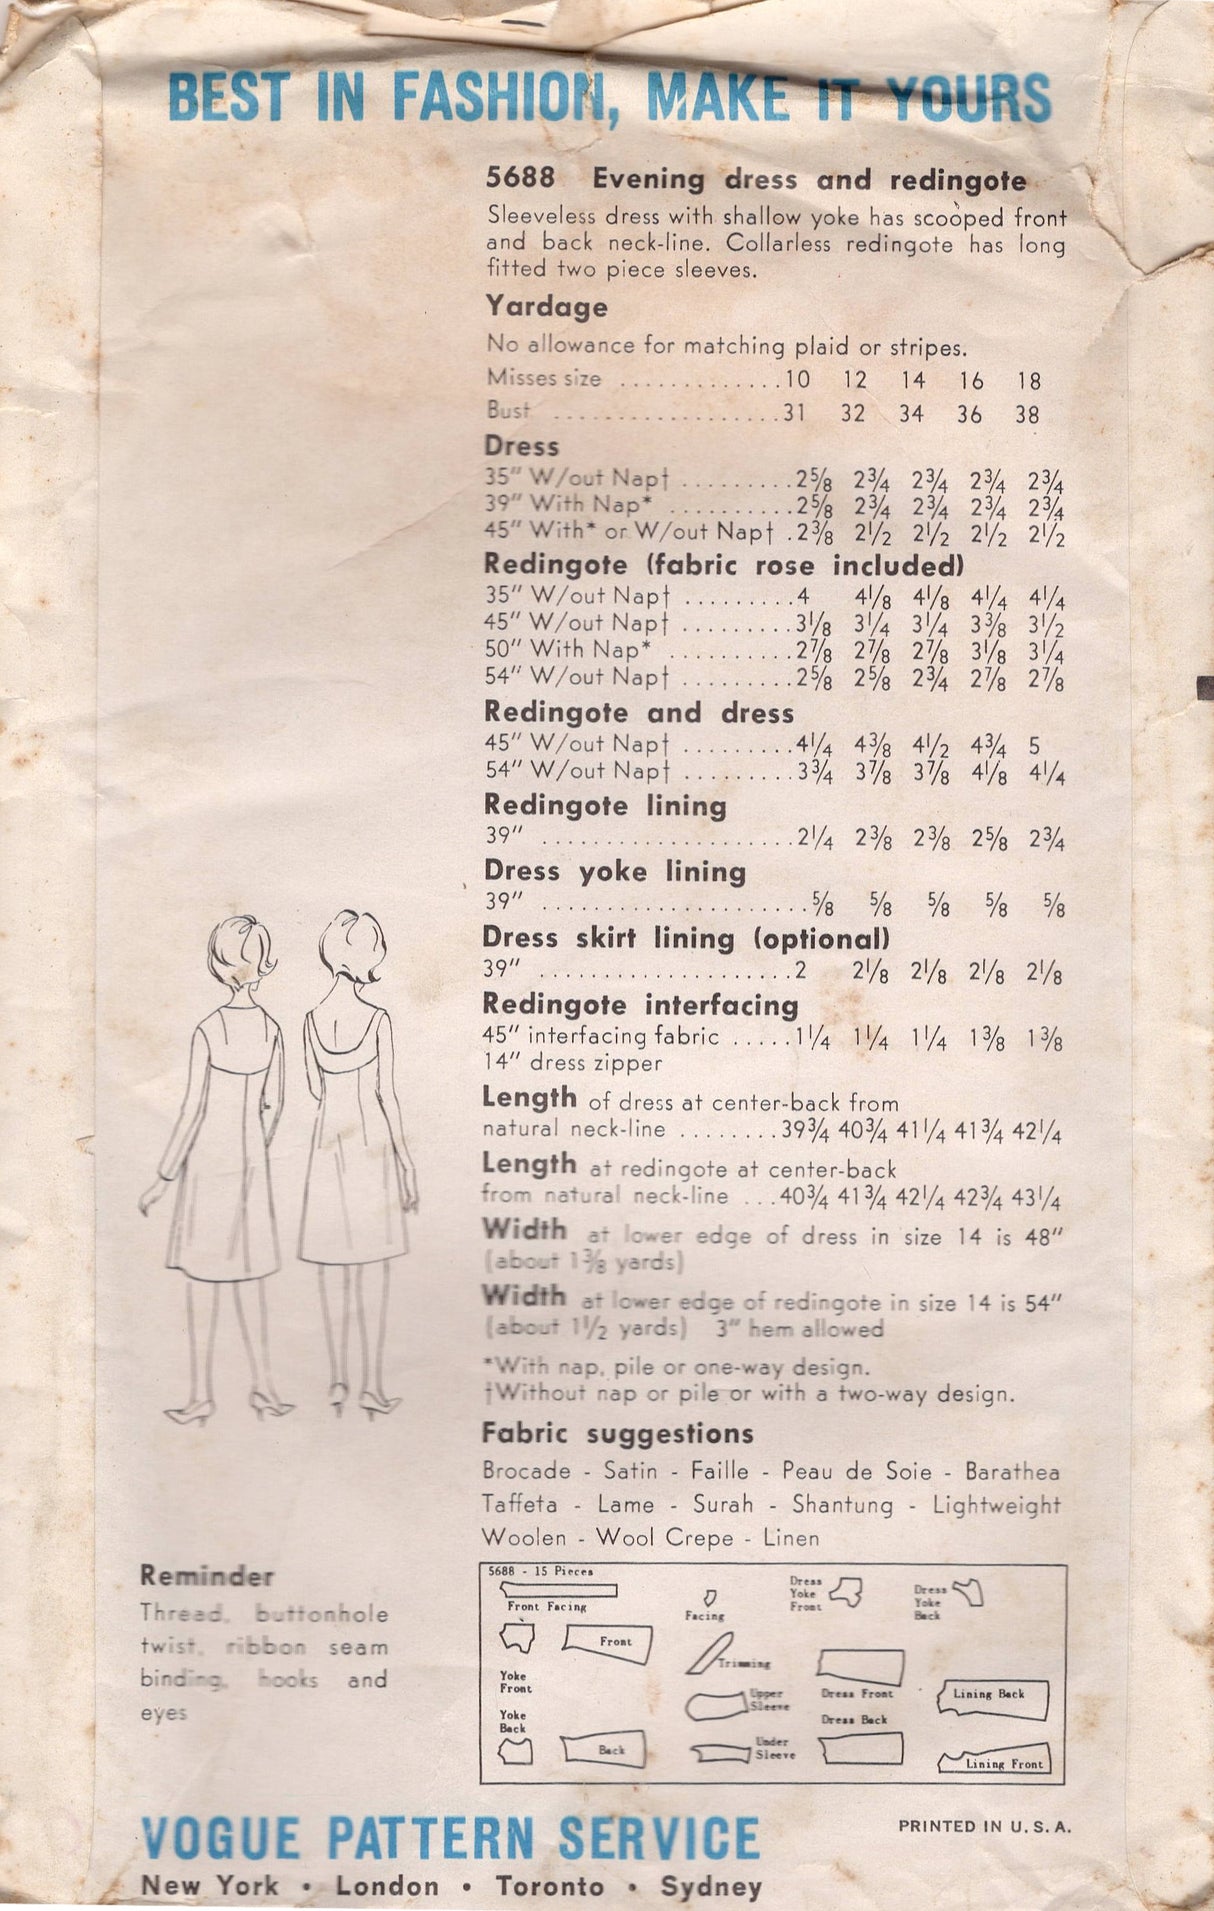 BEST IN FASHION, MAKE IT YOURS
5688 Evening dress and redingote
Sleeveless dress with shallow yoke has scooped front
and back neck-line. Collarless redingote has long
fitted two piece sleeves.
Yardage
No allowance for matching plaid or stripes.
Misses size .............10 12 14 16 18
Bust ...................31 32 34 36 38
Dress
35" W/out Nap† .........2⅝ 2¾ 2¾ 2¾ 2¾
39" With Nap* ..........2⅝ 2¾ 2¾ 2¾ 2¾
45" With* or W/out Nap† .2⅜ 2½ 2½ 2½ 2½
Redingote (fabric rose included)
35" W/out Nap† .........4 4⅛ 4⅛ 4¼ 4¼
45" W/out Nap† .........3⅛ 3¼ 3¼ 3⅜ 3½
50" With Nap* ..........2⅞ 2⅞ 2⅞ 3⅛ 3¼
54" W/out Nap† .........2⅝ 2⅝ 2¾ 2⅞ 2⅞
Redingote and dress
45" W/out Nap† .........4¼ 4⅜ 4½ 4¾ 5
54" W/out Nap† .........3¾ 3⅞ 3⅞ 4⅛ 4¼
Redingote lining
39" .....................2¼ 2⅜ 2⅜ 2⅝ 2¾
Dress yoke lining
39" ......................⅝ ⅝ ⅝ ⅝ ⅝
Dress skirt lining (optional)
39" .....................2 2⅛ 2⅛ 2⅛ 2⅛
Redingote interfacing
45" interfacing fabric .....1¼ 1¼ 1¼ 1⅜ 1⅜
14" dress zipper
Length of dress at center-back from
natural neck-line ........39¾ 40¾ 41¼ 41¾ 42¼
Length at redingote at center-back
from natural neck-line ...40¾ 41¾ 42¼ 42¾ 43¼
Width at lower edge of dress in size 14 is 48"
(about 1⅜ yards)
Width at lower edge of redingote in size 14 is 54"
(about 1½ yards) 3" hem allowed
*With nap, pile or one-way design.
†Without nap or pile or with a two-way design.
Fabric suggestions
Brocade - Satin - Faille - Peau de Soie - Barathea
Taffeta - Lame - Surah - Shantung - Lightweight
Woolen - Wool Crepe - Linen
Reminder
Thread, buttonhole
twist, ribbon seam
binding, hooks and
eyes
5688 - 15 Pieces
Front Facing
Facing
Dress
Yoke
Front
Dress
Yoke
Back
Yoke
Front
Front
Trimming
Upper
Sleeve
Dress Front
Lining Back
Yoke
Back
Back
Under
Sleeve
Dress Back
Lining Front
VOGUE PATTERN SERVICE
PRINTED IN U. S. A.
New York • London • Toronto • Sydney